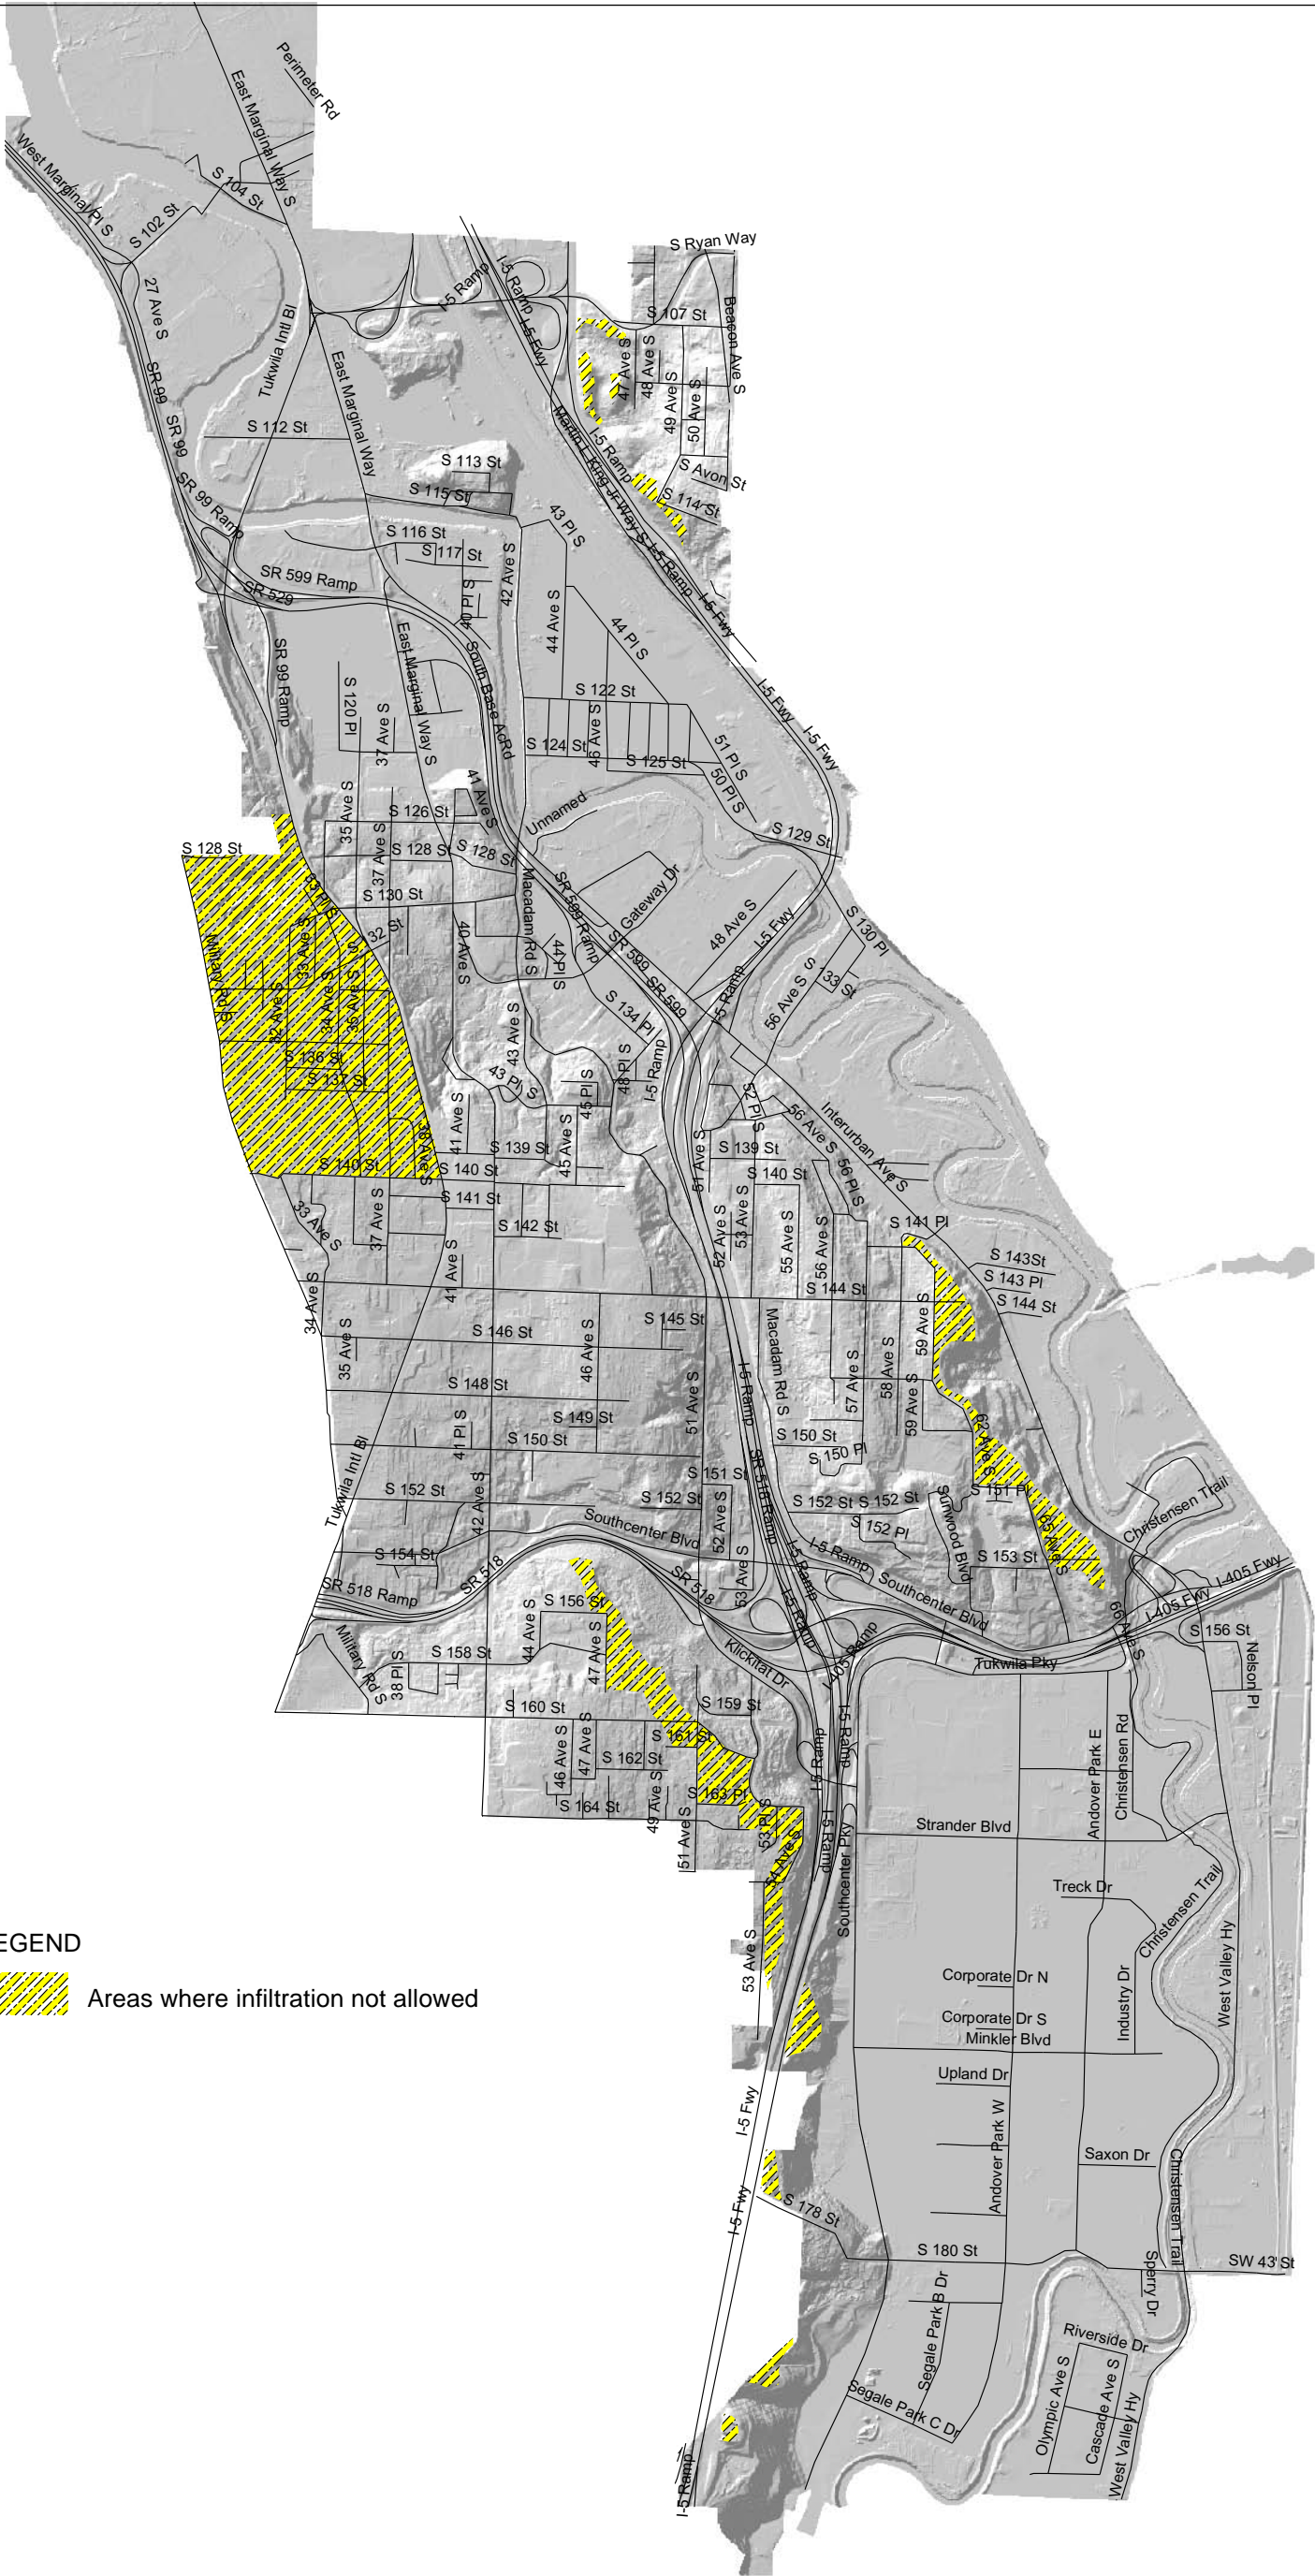 Perimeter Rd
East Marginal Way S
West Marginal Pl S
S 104 St
S 102 St
S Ryan Way
I-5 Ramp
I-5 Ramp
27 Ave S
Beacon Ave S
S 107 St
Tukwila Intl Bl
I-5 Fwy
East Marginal Way
47 Ave S
48 Ave S
SR 99
49 Ave S
50 Ave S
SR 99
S 112 St
Martin L King Jr Way S
I-5 Ramp
S 113 St
S Avon St
S 115 St
S 114 St
SR 99 Ramp
43 Pl S
S 116 St
S 117 St
42 Ave S
I-5 Ramp
SR 599 Ramp
SR 529
40 Pl S
44 Ave S
I-5 Fwy
44 Pl S
SR 99 Ramp
East Marginal Way S
South Base AcRd
S 120 Pl
37 Ave S
S 122 St
I-5 Fwy
I-5 Fwy
S 124 St
46 Ave S
S 125 St
51 Pl S
50 Pl S
35 Ave S
41 Ave S
S 126 St
Unnamed
S 129 St
S 128 St
37 Ave S
S 128 St
S 128 St
Macadam Rd S
33 Pl S
S 130 St
SR 599 Ramp
Gateway Dr
48 Ave S
I-5 Fwy
S 130 Pl
32 St
33 Ave S
Military Rd S
40 Ave S
44 Pl S
SR 599
SR 599
S 133 St
56 Ave S
I-5 Ramp
32 Ave S
34 Ave S
35 Ave S
S 134 Pl
S 136 St
S 137 St
43 Ave S
43 Pl S
45 Pl S
48 Pl S
I-5 Ramp
52 Pl S
56 Ave S
Interurban Ave S
38 Ave S
41 Ave S
S 139 St
45 Ave S
51 Ave S
S 139 St
56 Pl S
S 140 St
S 140 St
S 140 St
S 141 St
33 Ave S
37 Ave S
S 142 St
52 Ave S
53 Ave S
55 Ave S
56 Ave S
S 141 Pl
S 143St
S 143 Pl
S 144 St
34 Ave S
41 Ave S
S 144 St
59 Ave S
35 Ave S
S 146 St
46 Ave S
S 145 St
Macadam Rd S
58 Ave S
57 Ave S
S 148 St
51 Ave S
I-5 Ramp
59 Ave S
S 149 St
41 Pl S
S 150 St
S 150 St
S 150 Pl
62 Ave S
Tukwila Intl Bl
S 151 St
SR 518 Ramp
S 151 Pl
S 152 St
42 Ave S
S 152 St
52 Ave S
S 152 St
S 152 St
Sunwood Blvd
Christensen Trail
Southcenter Blvd
S 152 Pl
65 Ave S
S 154 St
I-5 Ramp
I-5 Ramp
S 153 St
SR 518 Ramp
SR 518
SR 518
53 Ave S
Southcenter Blvd
I-405 Fwy
I-405 Fwy
S 156 St
44 Ave S
I-5 Ramp
66 Ave S
S 156 St
Military Rd S
38 Pl S
S 158 St
47 Ave S
Klickitat Dr
I-405 Ramp
Tukwila Pky
Nelson Pl
S 160 St
S 159 St
I-5 Ramp
I-5 Ramp
46 Ave S
47 Ave S
S 161 St
S 162 St
Andover Park E
Christensen Rd
49 Ave S
S 163 Pl
S 164 St
51 Ave S
53 Pl S
54 Ave S
I-5 Ramp
Southcenter Pky
Strander Blvd
Treck Dr
Christensen Trail
West Valley Hy
EGEND
53 Ave S
Corporate Dr N
Industry Dr
Areas where infiltration not allowed
Corporate Dr S
Minkler Blvd
I-5 Fwy
Upland Dr
Andover Park W
Saxon Dr
Christensen Trail
I-5 Fwy
S 178 St
S 180 St
SW 43 St
Sperry Dr
Segale Park B Dr
Riverside Dr
Segale Park C Dr
Olympic Ave S
Cascade Ave S
West Valley Hy
I-5 Ramp